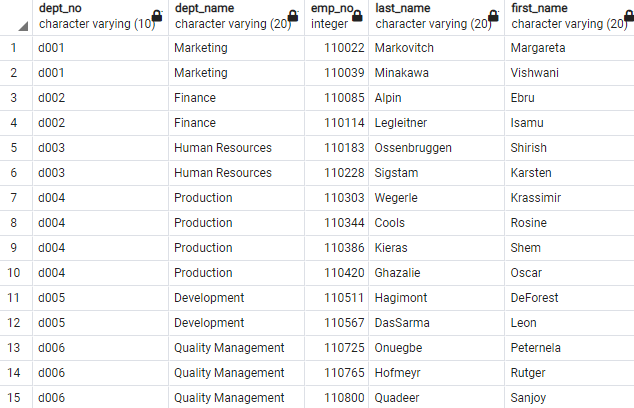 dept_no dept_name emp_no last_name first_name
character varying (10) character varying (20) integer character varying (20) character varying (20)
1 d001 Marketing 110022 Markovitch Margareta
2 d001 Marketing 110039 Minakawa Vishwani
3 d002 Finance 110085 Alpin Ebru
4 d002 Finance 110114 Legleitner Isamu
5 d003 Human Resources 110183 Ossenbruggen Shirish
6 d003 Human Resources 110228 Sigstam Karsten
7 d004 Production 110303 Wegerle Krassimir
8 d004 Production 110344 Cools Rosine
9 d004 Production 110386 Kieras Shem
10 d004 Production 110420 Ghazalie Oscar
11 d005 Development 110511 Hagimont DeForest
12 d005 Development 110567 DasSarma Leon
13 d006 Quality Management 110725 Onuegbe Peternela
14 d006 Quality Management 110765 Hofmeyr Rutger
15 d006 Quality Management 110800 Quadeer Sanjoy